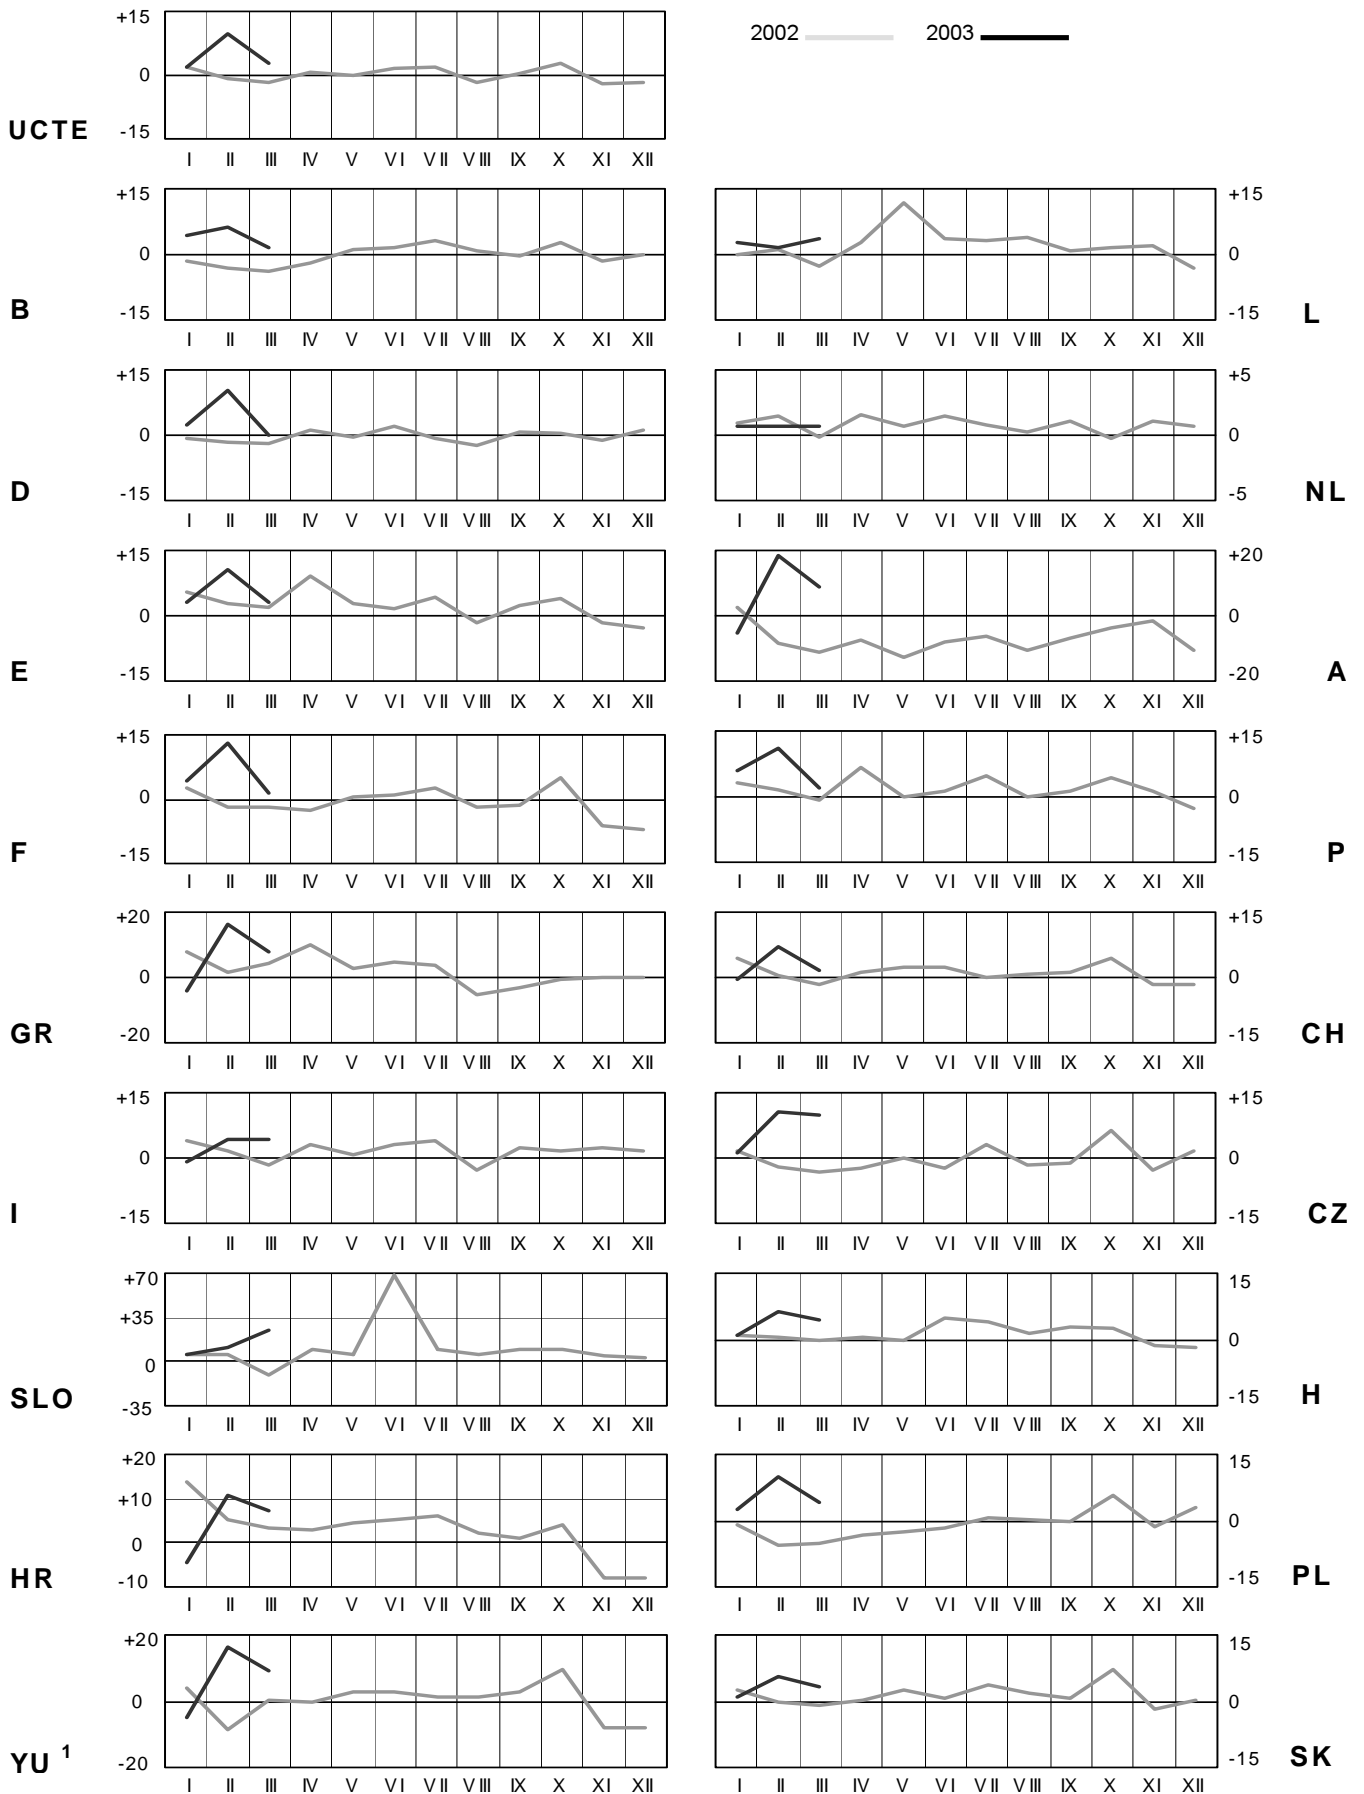 2002 2003
+15
0
UCTE -15
I II III IV V VI VII VIII IX X XI XII
+15 +15
0 0
B -15 -15 L
I II III IV V VI VII VIII IX X XI XII I II III IV V VI VII VIII IX X XI XII
+15 +5
0 0
D -15 -5 NL
I II III IV V VI VII VIII IX X XI XII I II III IV V VI VII VIII IX X XI XII
+15 +20
0 0
E -15 -20 A
I II III IV V VI VII VIII IX X XI XII I II III IV V VI VII VIII IX X XI XII
+15 +15
0 0
F -15 -15 P
I II III IV V VI VII VIII IX X XI XII I II III IV V VI VII VIII IX X XI XII
+20 +15
0 0
GR -20 -15 CH
I II III IV V VI VII VIII IX X XI XII I II III IV V VI VII VIII IX X XI XII
+15 +15
0 0
I -15 -15 CZ
I II III IV V VI VII VIII IX X XI XII I II III IV V VI VII VIII IX X XI XII
+70 15
+35
0 0
SLO -35 -15 H
I II III IV V VI VII VIII IX X XI XII I II III IV V VI VII VIII IX X XI XII
+20 15
+10
0 0
HR -10 -15 PL
I II III IV V VI VII VIII IX X XI XII I II III IV V VI VII VIII IX X XI XII
+20 15
0 0
YU 1 -20 -15 SK
I II III IV V VI VII VIII IX X XI XII I II III IV V VI VII VIII IX X XI XII